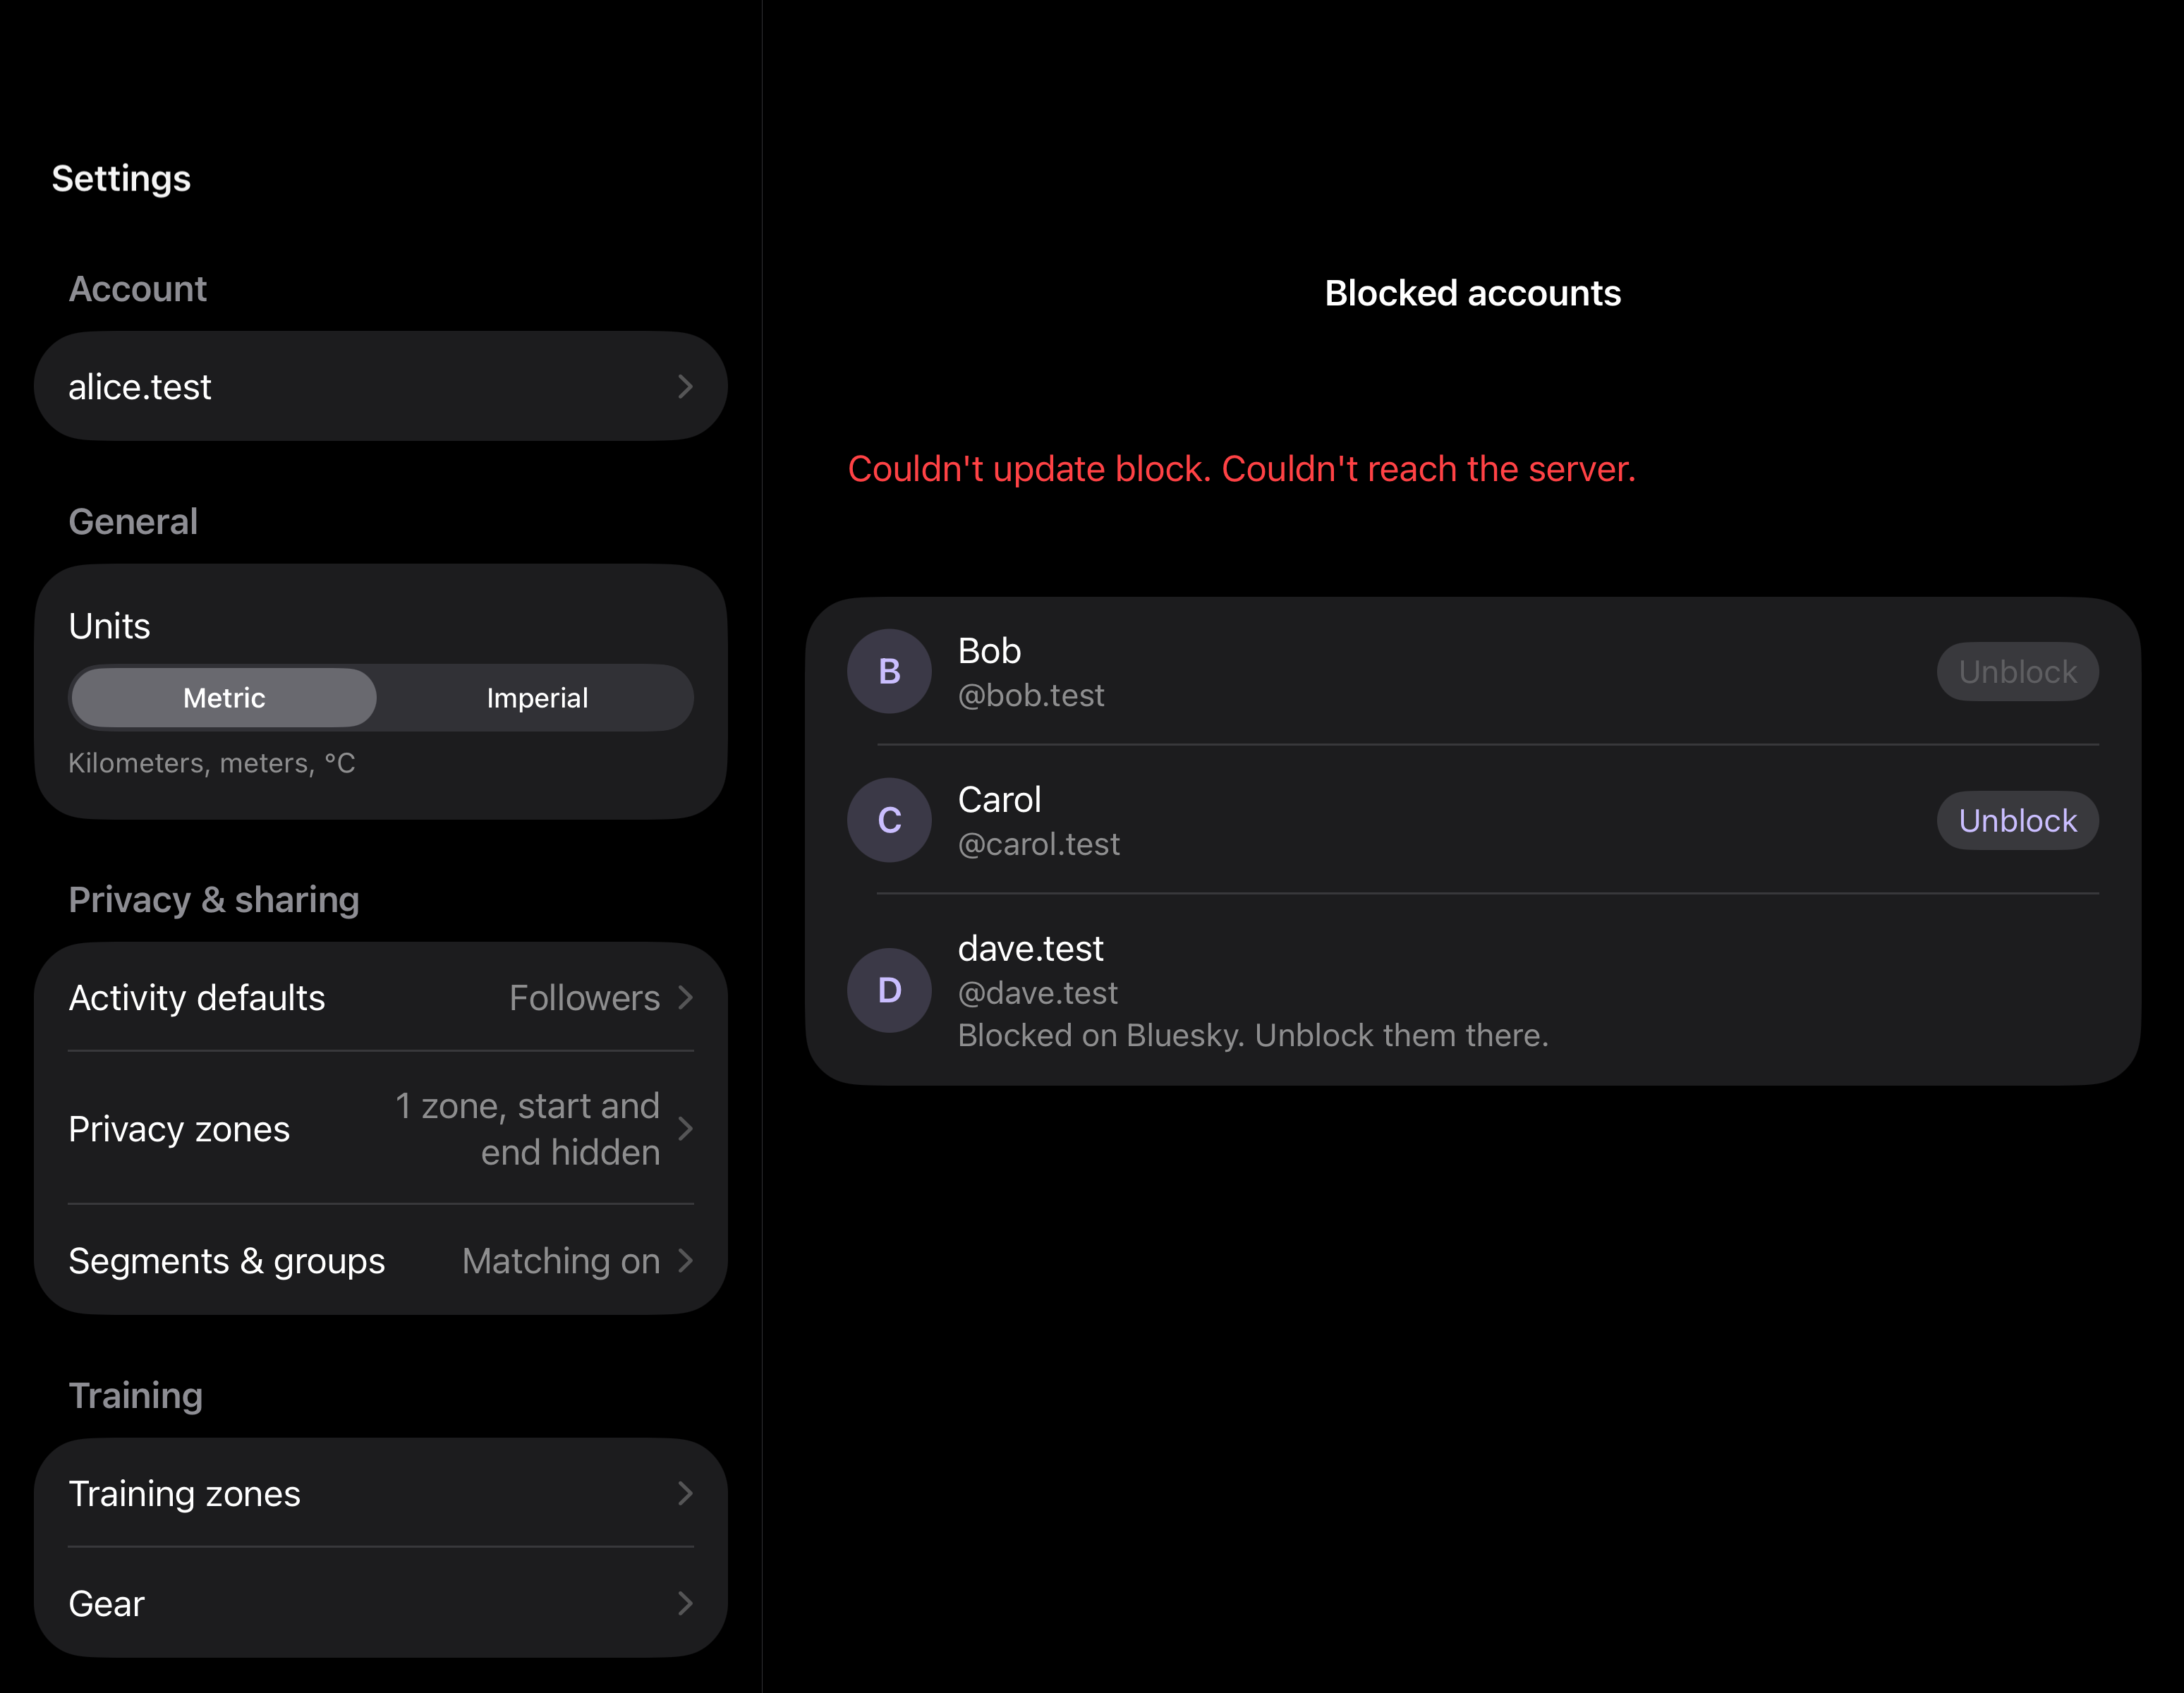 Settings
Account
alice.test
General
Units
Metric
Imperial
Kilometers, meters, °C
Privacy & sharing
Activity defaults
Followers
Privacy zones
1 zone, start and
end hidden
Segments & groups
Matching on
Training
Training zones
Gear
Blocked accounts
Couldn't update block. Couldn't reach the server.
B
Bob
@bob.test
Unblock
C
Carol
@carol.test
Unblock
D
dave.test
@dave.test
Blocked on Bluesky. Unblock them there.